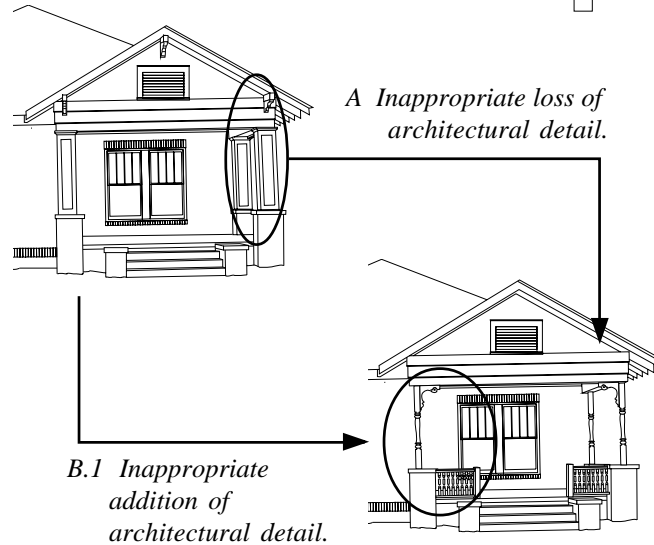 A Inappropriate loss of
architectural detail.
B.1 Inappropriate
addition of
architectural detail.